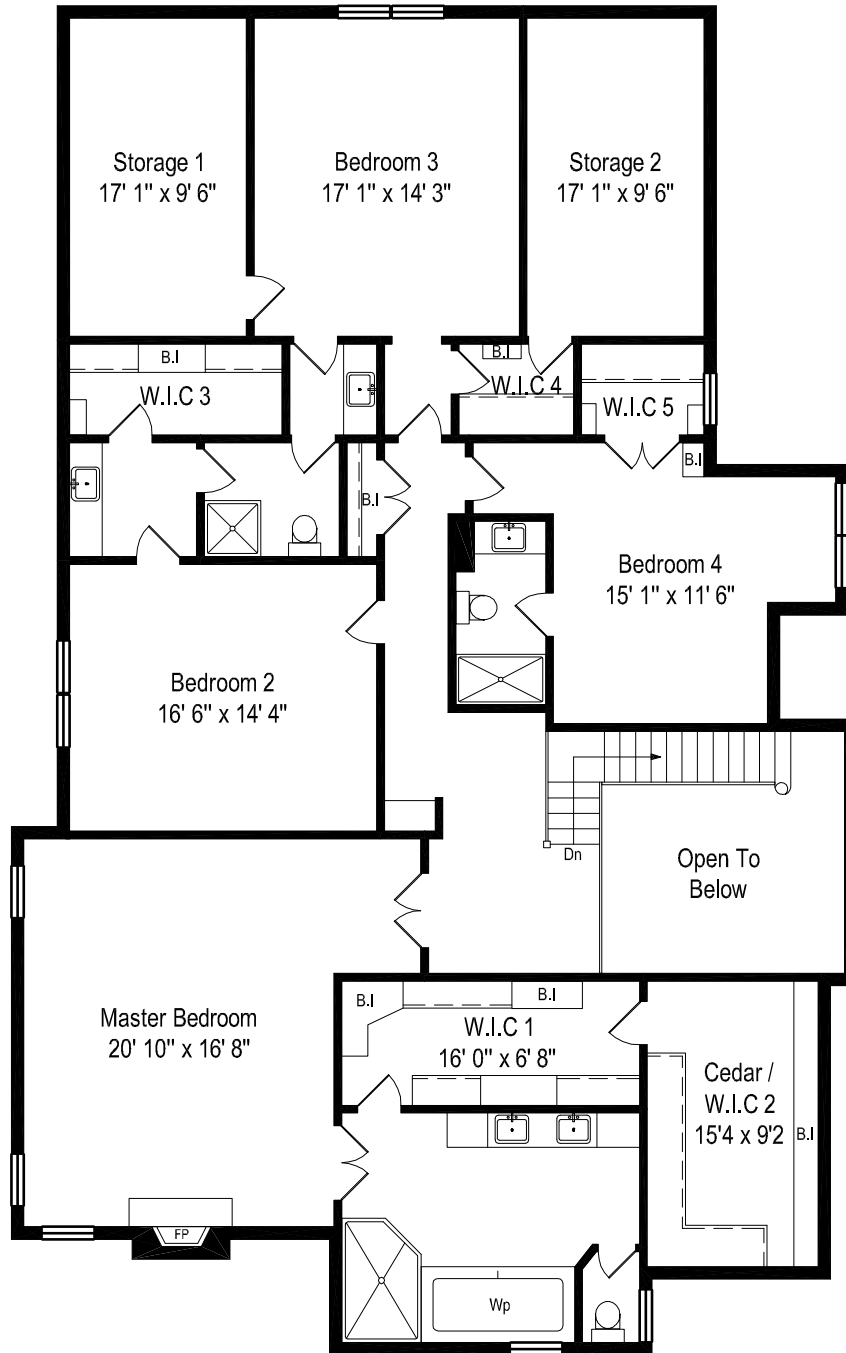 Storage 1
17' 1" x 9' 6"
Bedroom 3
17' 1" x 14' 3"
Storage 2
17' 1" x 9' 6"
B.I
W.I.C 3
B.I
W.I.C 4
W.I.C 5
B.I
B.I
Bedroom 4
15' 1" x 11' 6"
Bedroom 2
16' 6" x 14' 4"
Dn
Open To
Below
Master Bedroom
20' 10" x 16' 8"
B.I
B.I
W.I.C 1
16' 0" x 6' 8"
Cedar /
W.I.C 2
15'4 x 9'2
B.I
FP
Wp